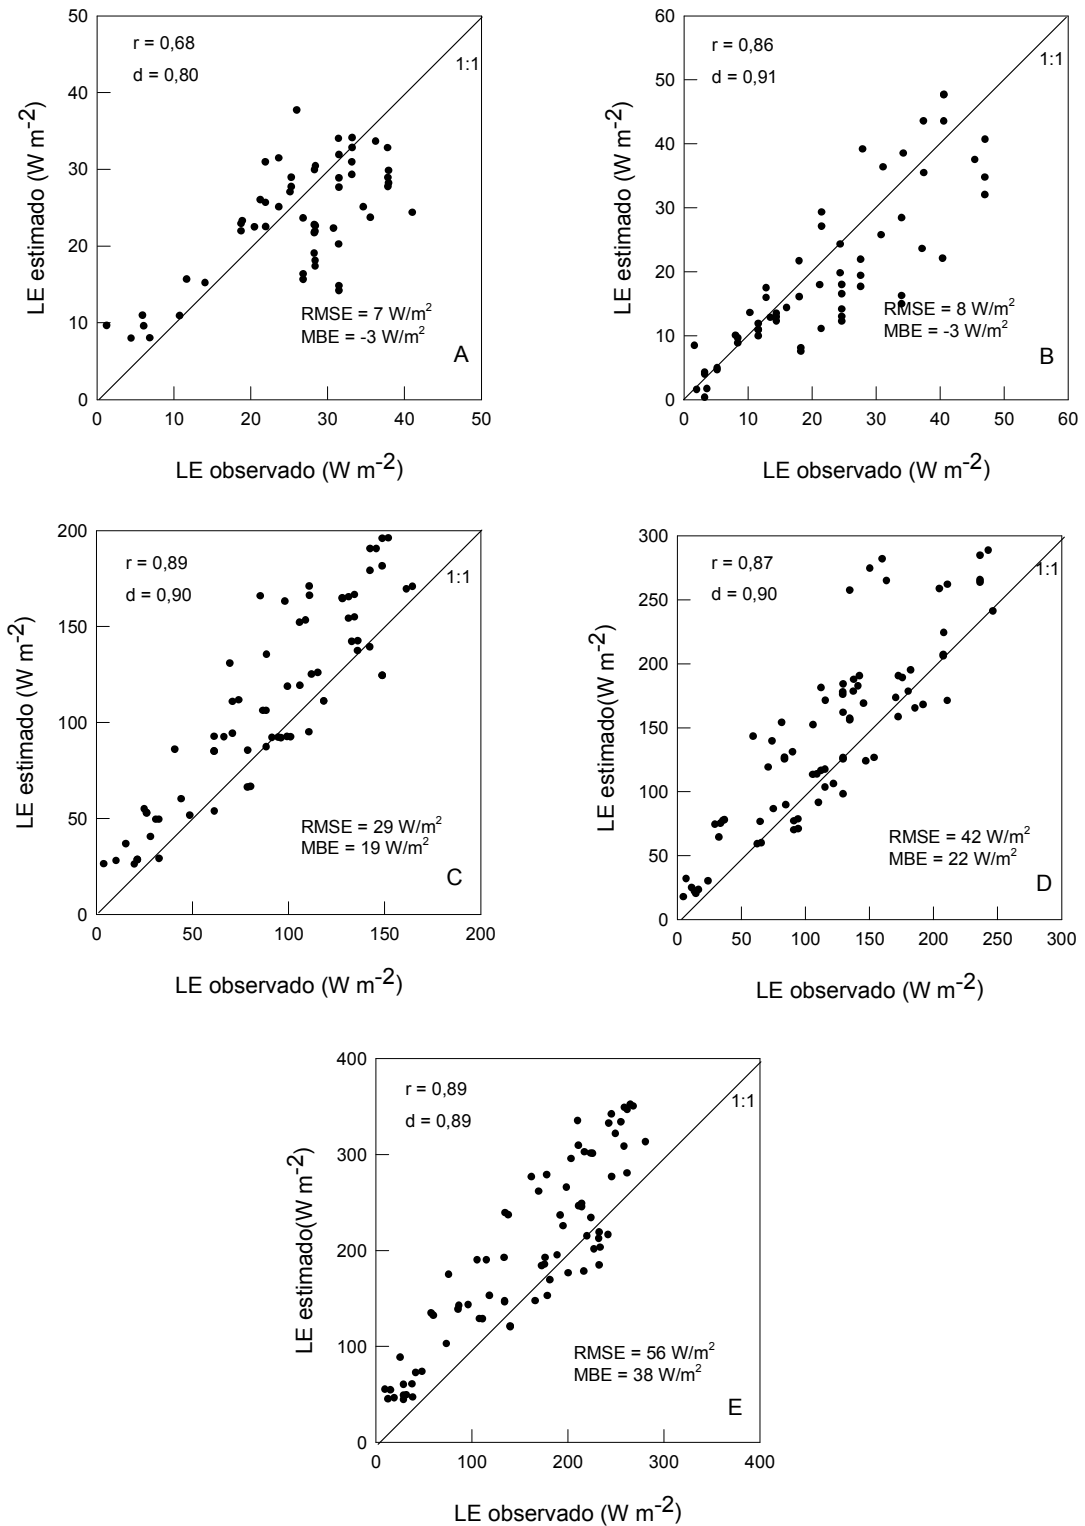 50
40
30
20
10
0
LE estimado (W m-2)
r = 0,68
d = 0,80
1:1
RMSE = 7 W/m2
MBE = -3 W/m2
A
0 10 20 30 40 50
LE observado (W m-2)
60
50
40
30
20
10
0
LE estimado (W m-2)
r = 0,86
d = 0,91
1:1
RMSE = 8 W/m2
MBE = -3 W/m2
B
0 10 20 30 40 50 60
LE observado (W m-2)
200
150
100
50
0
LE estimado (W m-2)
r = 0,89
d = 0,90
1:1
RMSE = 29 W/m2
MBE = 19 W/m2
C
0 50 100 150 200
LE observado (W m-2)
300
250
200
150
100
50
0
LE estimado(W m-2)
r = 0,87
d = 0,90
1:1
RMSE = 42 W/m2
MBE = 22 W/m2
D
0 50 100 150 200 250 300
LE observado (W m-2)
400
300
200
100
0
LE estimado(W m-2)
r = 0,89
d = 0,89
1:1
RMSE = 56 W/m2
MBE = 38 W/m2
E
0 100 200 300 400
LE observado (W m-2)